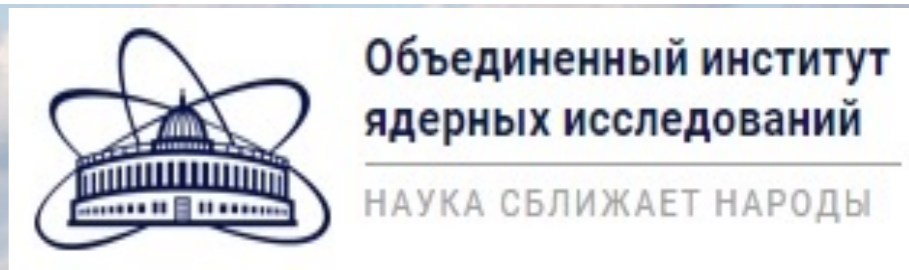 Объединенный институт
ядерных исследований
НАУКА СБЛИЖАЕТ НАРОДЫ